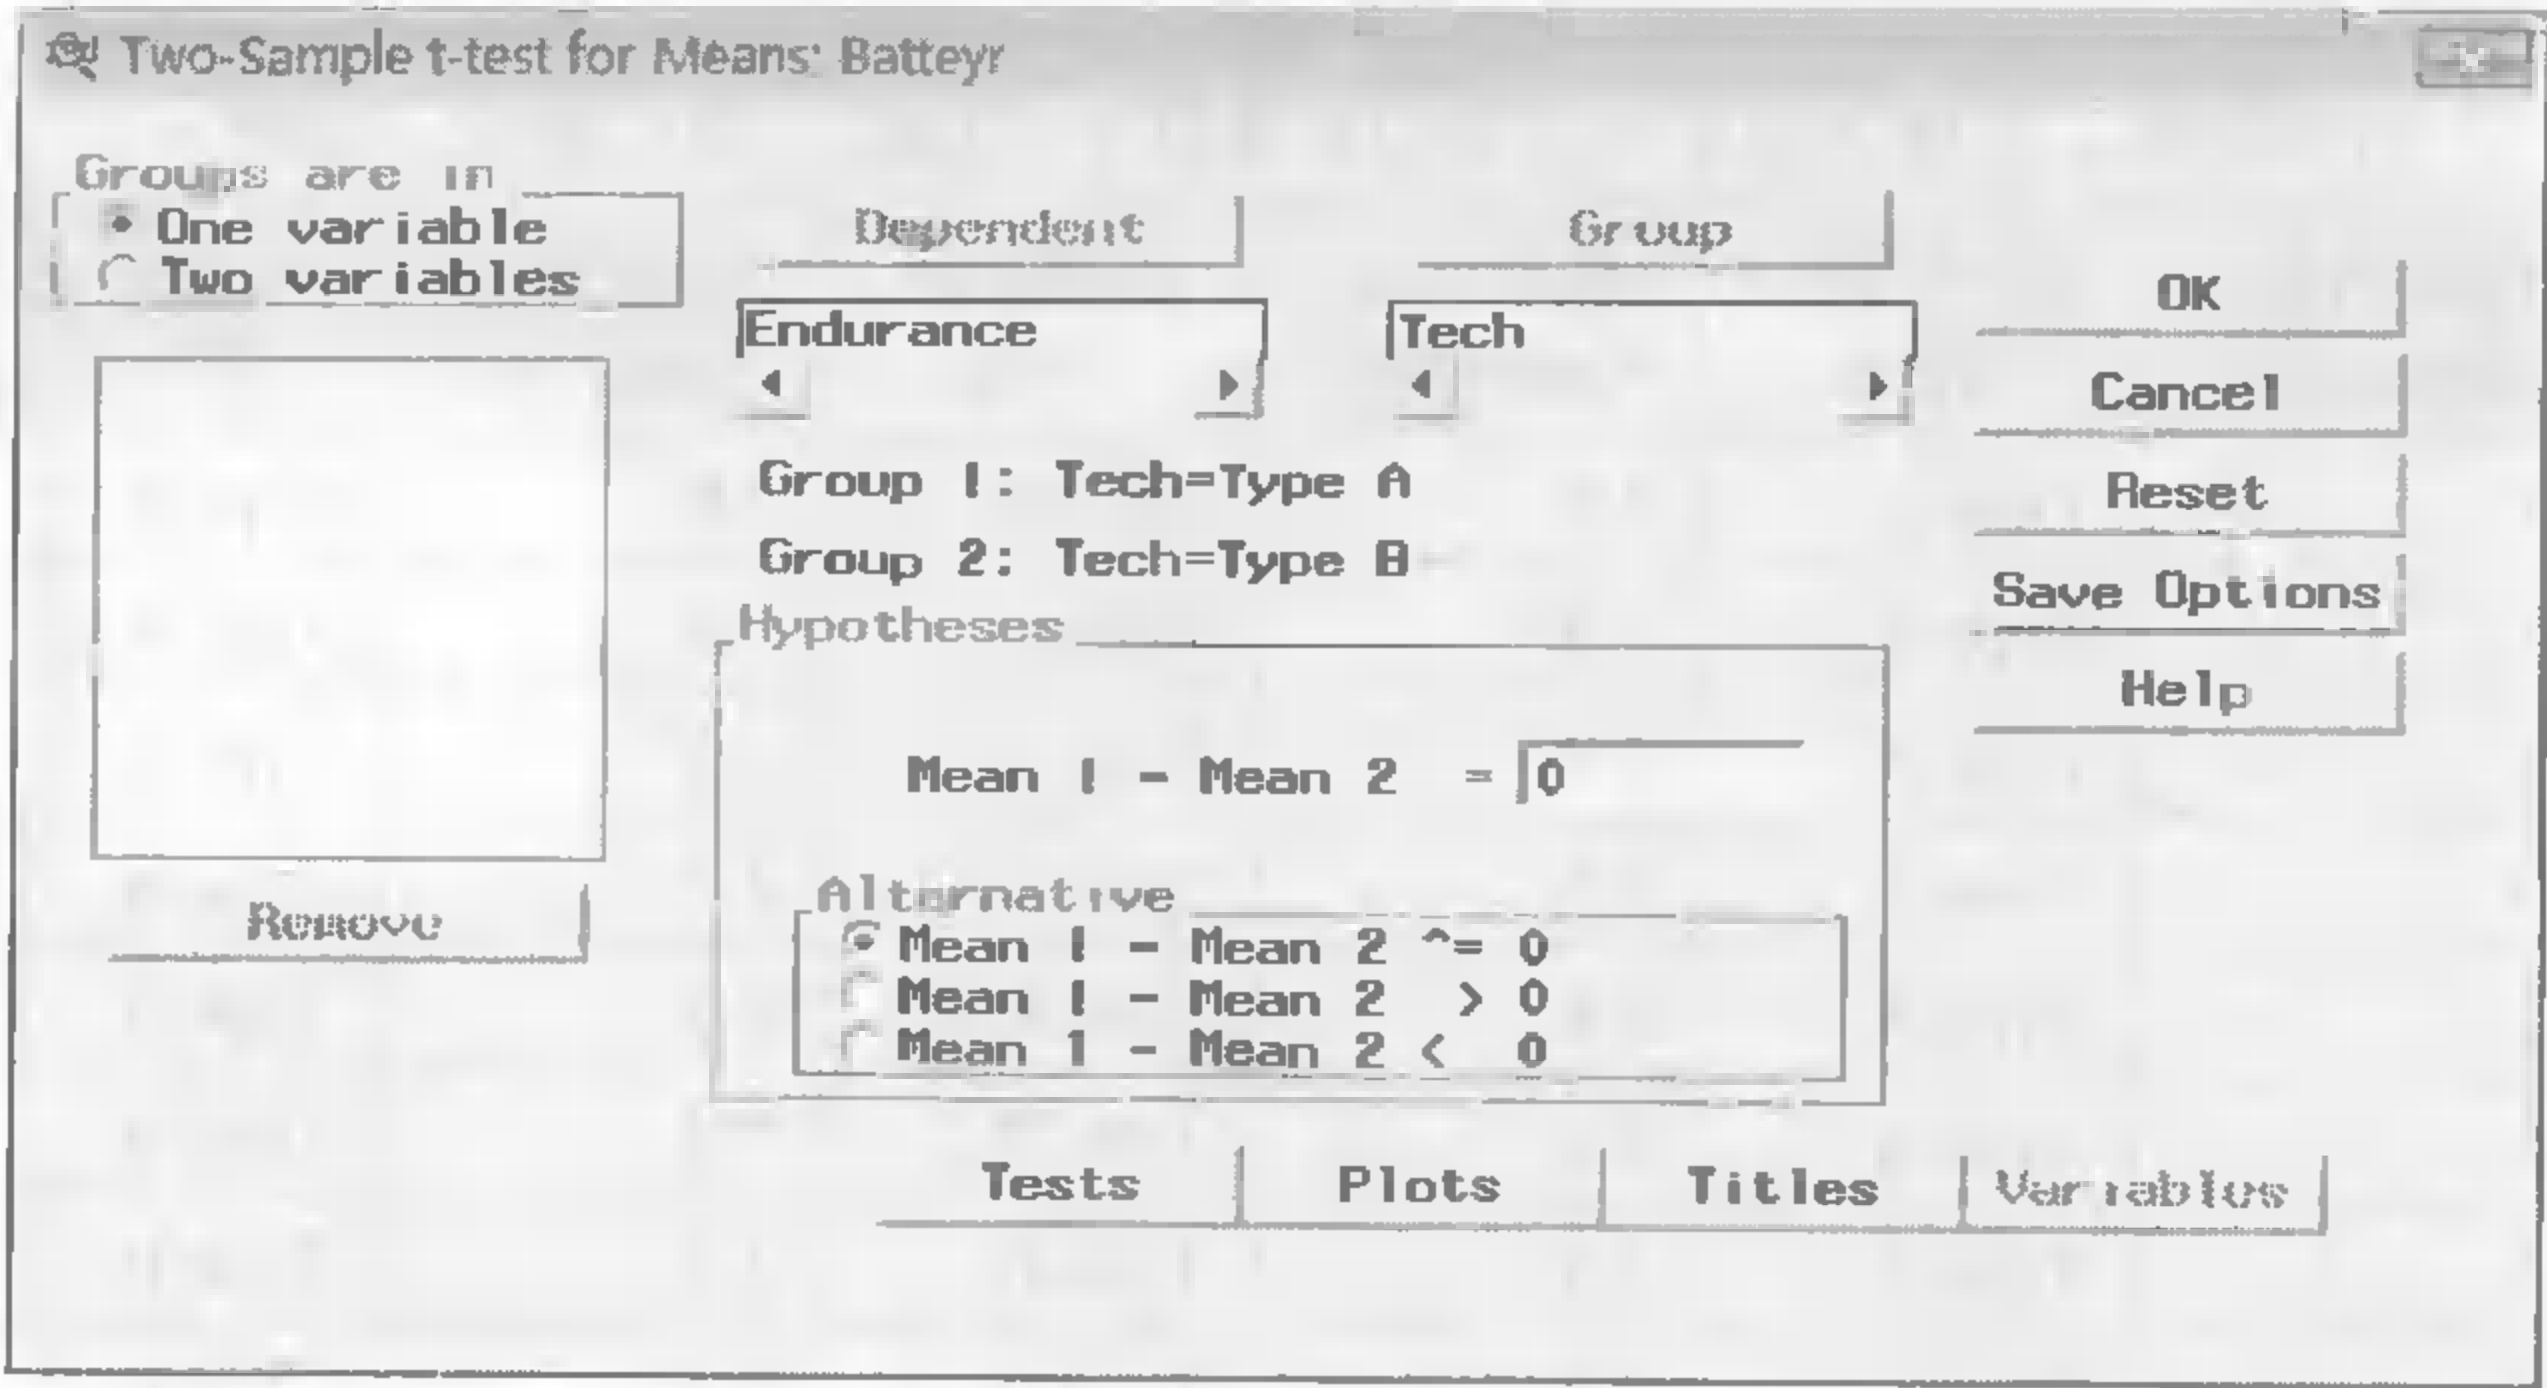 Two-Sample t-test for Means: Batteyr
Groups are in
One variable
Two variables
Remove
Dependent
Endurance
Group
Tech
Group 1: Tech=Type A
Group 2: Tech=Type B
Hypotheses
Mean 1 - Mean 2 = 0
Alternative
Mean 1 - Mean 2 ^= 0
Mean 1 - Mean 2 > 0
Mean 1 - Mean 2 < 0
OK
Cancel
Reset
Save Options
Help
Tests
Plots
Titles
Variables